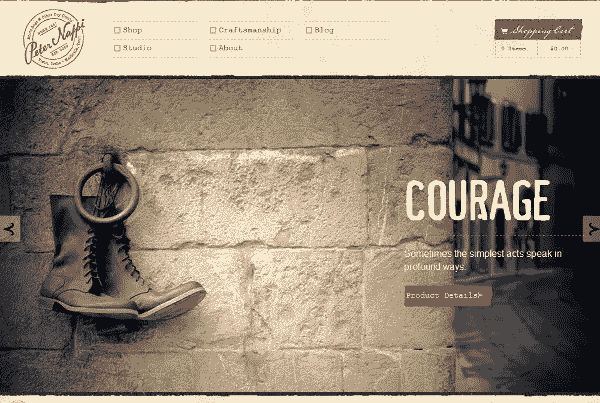 Peter Nappi
Shop
Craftsmanship
Blog
Studio
About
Shopping Cart
0 Items
$0.00
COURAGE
Sometimes the simplest acts speak in
profound ways.
Product Details